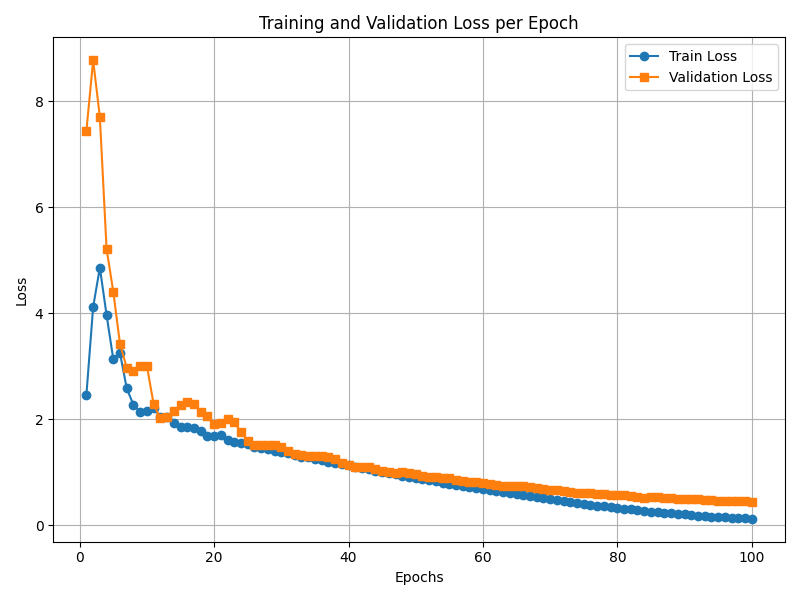 Training and Validation Loss per Epoch
Train Loss
Validation Loss
8
6
4
2
0
Loss
0 20 40 60 80 100
Epochs